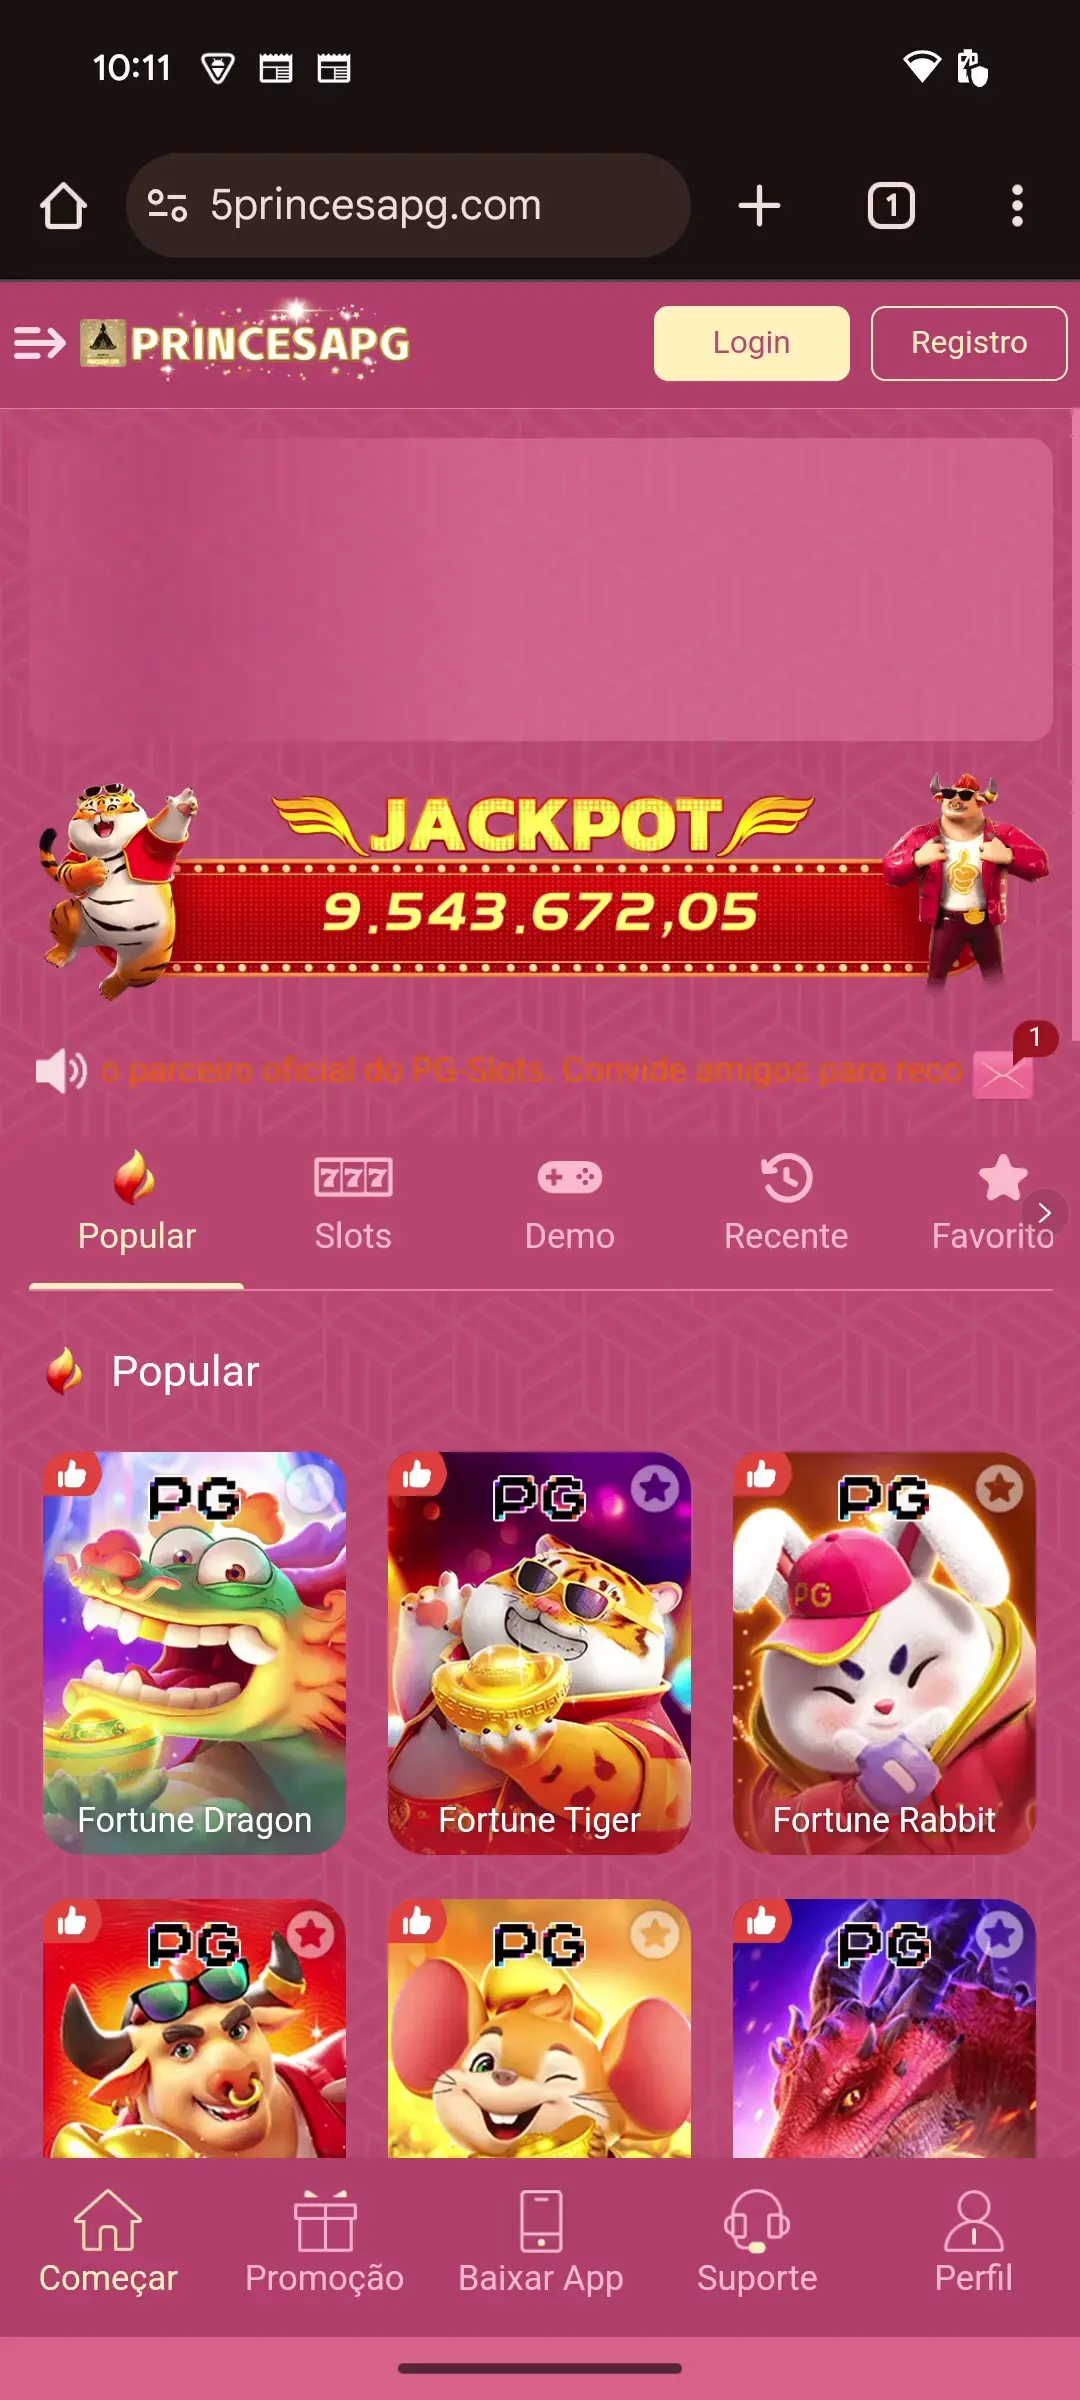 10:11
5princesapg.com
1
PRINCESAPG
Login
Registro
JACKPOT
9.543.672,05
o parceiro oficial do PG-Slots. Convide amigos para reco
1
777
Popular
Slots
Demo
Recente
Favorito
Popular
PG
PG
PG
PG
Fortune Dragon
Fortune Tiger
Fortune Rabbit
PG
PG
PG
Começar
Promoção
Baixar App
Suporte
Perfil